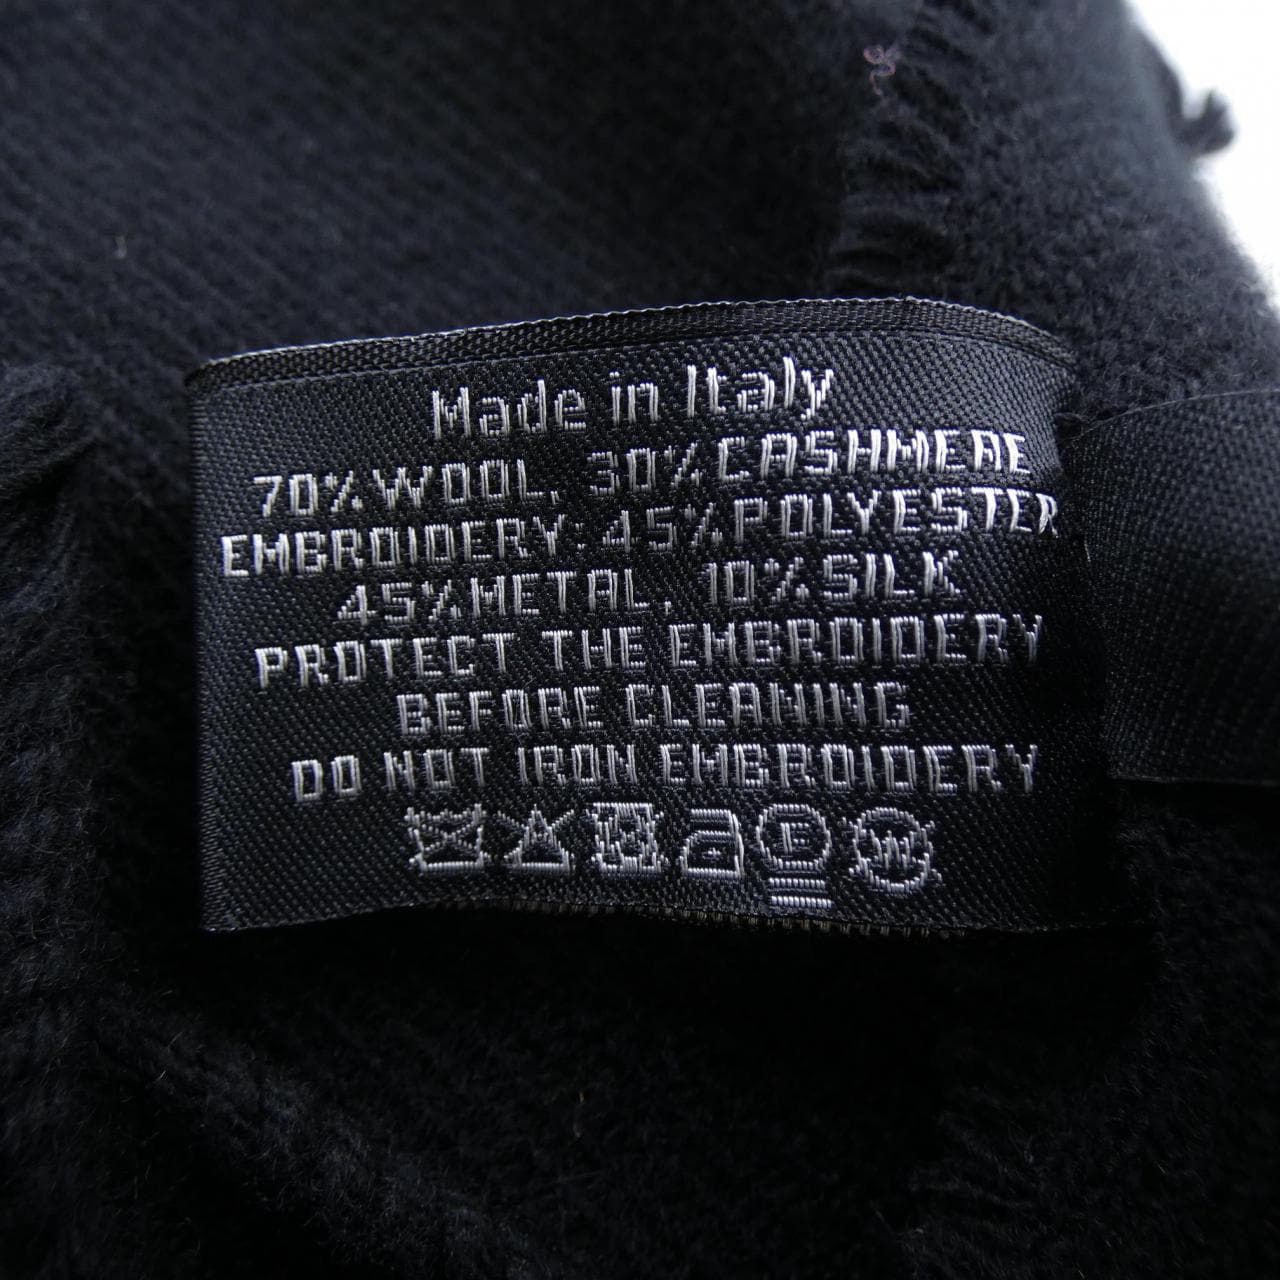 Made in Italy
70% WOOL, 30% CASHMERE
EMBROIDERY: 45% POLYESTER
45% METAL, 10% SILK
PROTECT THE EMBROIDERY
BEFORE CLEANING
DO NOT IRON EMBROIDERY
F W